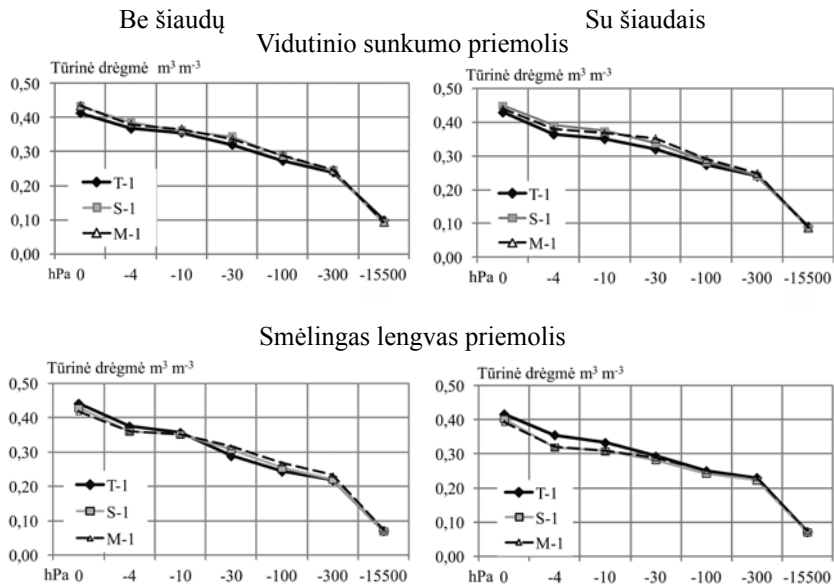 Be šiaudų
Su šiaudais
Vidutinio sunkumo priemolis
Tūrinė drėgmė m³ m⁻³
0,50
0,40
0,30
0,20
0,10
0,00
T-1
S-1
M-1
hPa 0 -4 -10 -30 -100 -300 -15500
Tūrinė drėgmė m³ m⁻³
0,50
0,40
0,30
0,20
0,10
0,00
T-1
S-1
M-1
hPa 0 -4 -10 -30 -100 -300 -15500
Smėlingas lengvas priemolis
Tūrinė drėgmė m³ m⁻³
0,50
0,40
0,30
0,20
0,10
0,00
T-1
S-1
M-1
hPa 0 -4 -10 -30 -100 -300 -15500
Tūrinė drėgmė m³ m⁻³
0,50
0,40
0,30
0,20
0,10
0,00
T-1
S-1
M-1
hPa 0 -4 -10 -30 -100 -300 -15500